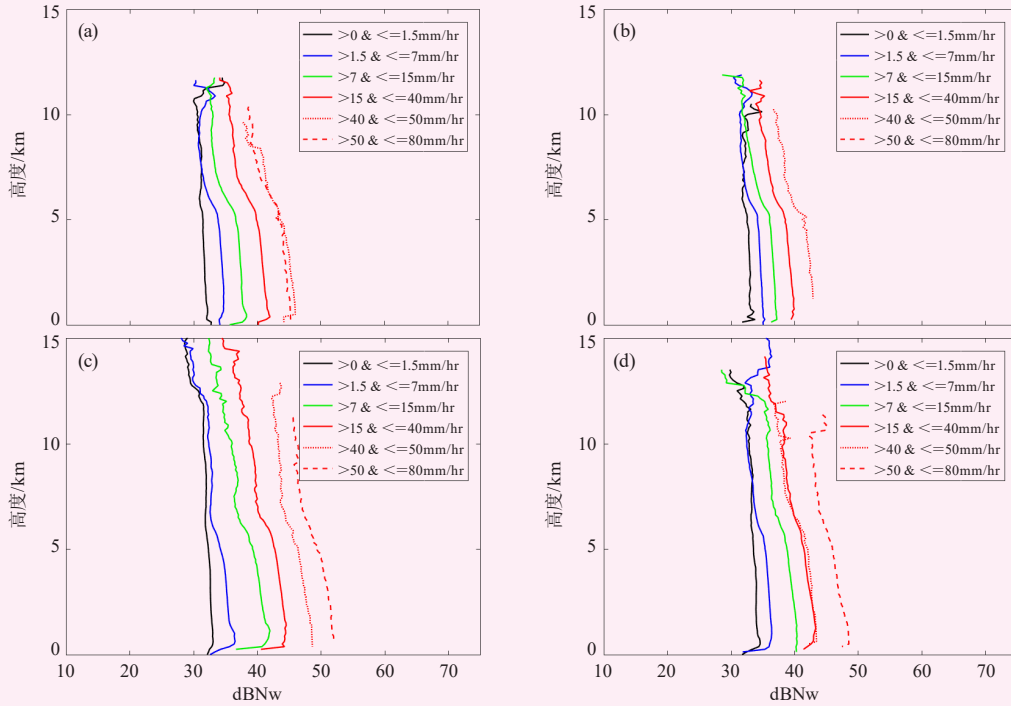 (a)
>0 & <=1.5mm/hr
>1.5 & <=7mm/hr
>7 & <=15mm/hr
>15 & <=40mm/hr
>40 & <=50mm/hr
>50 & <=80mm/hr
15
10
5
0
高度/km
(b)
>0 & <=1.5mm/hr
>1.5 & <=7mm/hr
>7 & <=15mm/hr
>15 & <=40mm/hr
>40 & <=50mm/hr
>50 & <=80mm/hr
15
10
5
0
高度/km
(c)
>0 & <=1.5mm/hr
>1.5 & <=7mm/hr
>7 & <=15mm/hr
>15 & <=40mm/hr
>40 & <=50mm/hr
>50 & <=80mm/hr
15
10
5
0
高度/km
10 20 30 40 50 60 70
dBNw
(d)
>0 & <=1.5mm/hr
>1.5 & <=7mm/hr
>7 & <=15mm/hr
>15 & <=40mm/hr
>40 & <=50mm/hr
>50 & <=80mm/hr
15
10
5
0
高度/km
10 20 30 40 50 60 70
dBNw